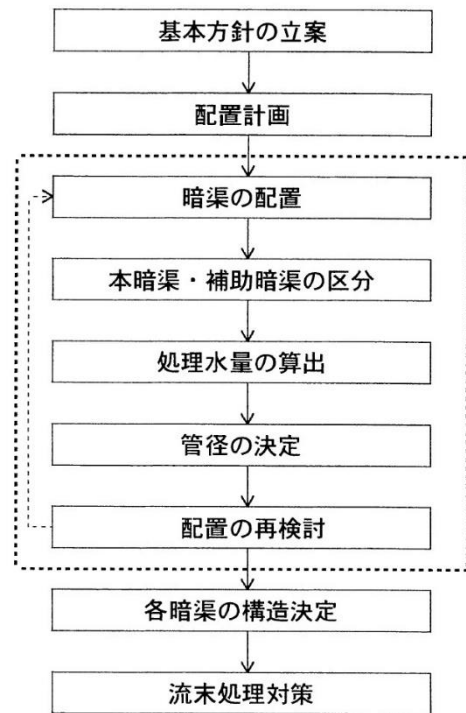 基本方針の立案
配置計画
暗渠の配置
本暗渠・補助暗渠の区分
処理水量の算出
管径の決定
配置の再検討
各暗渠の構造決定
流末処理対策